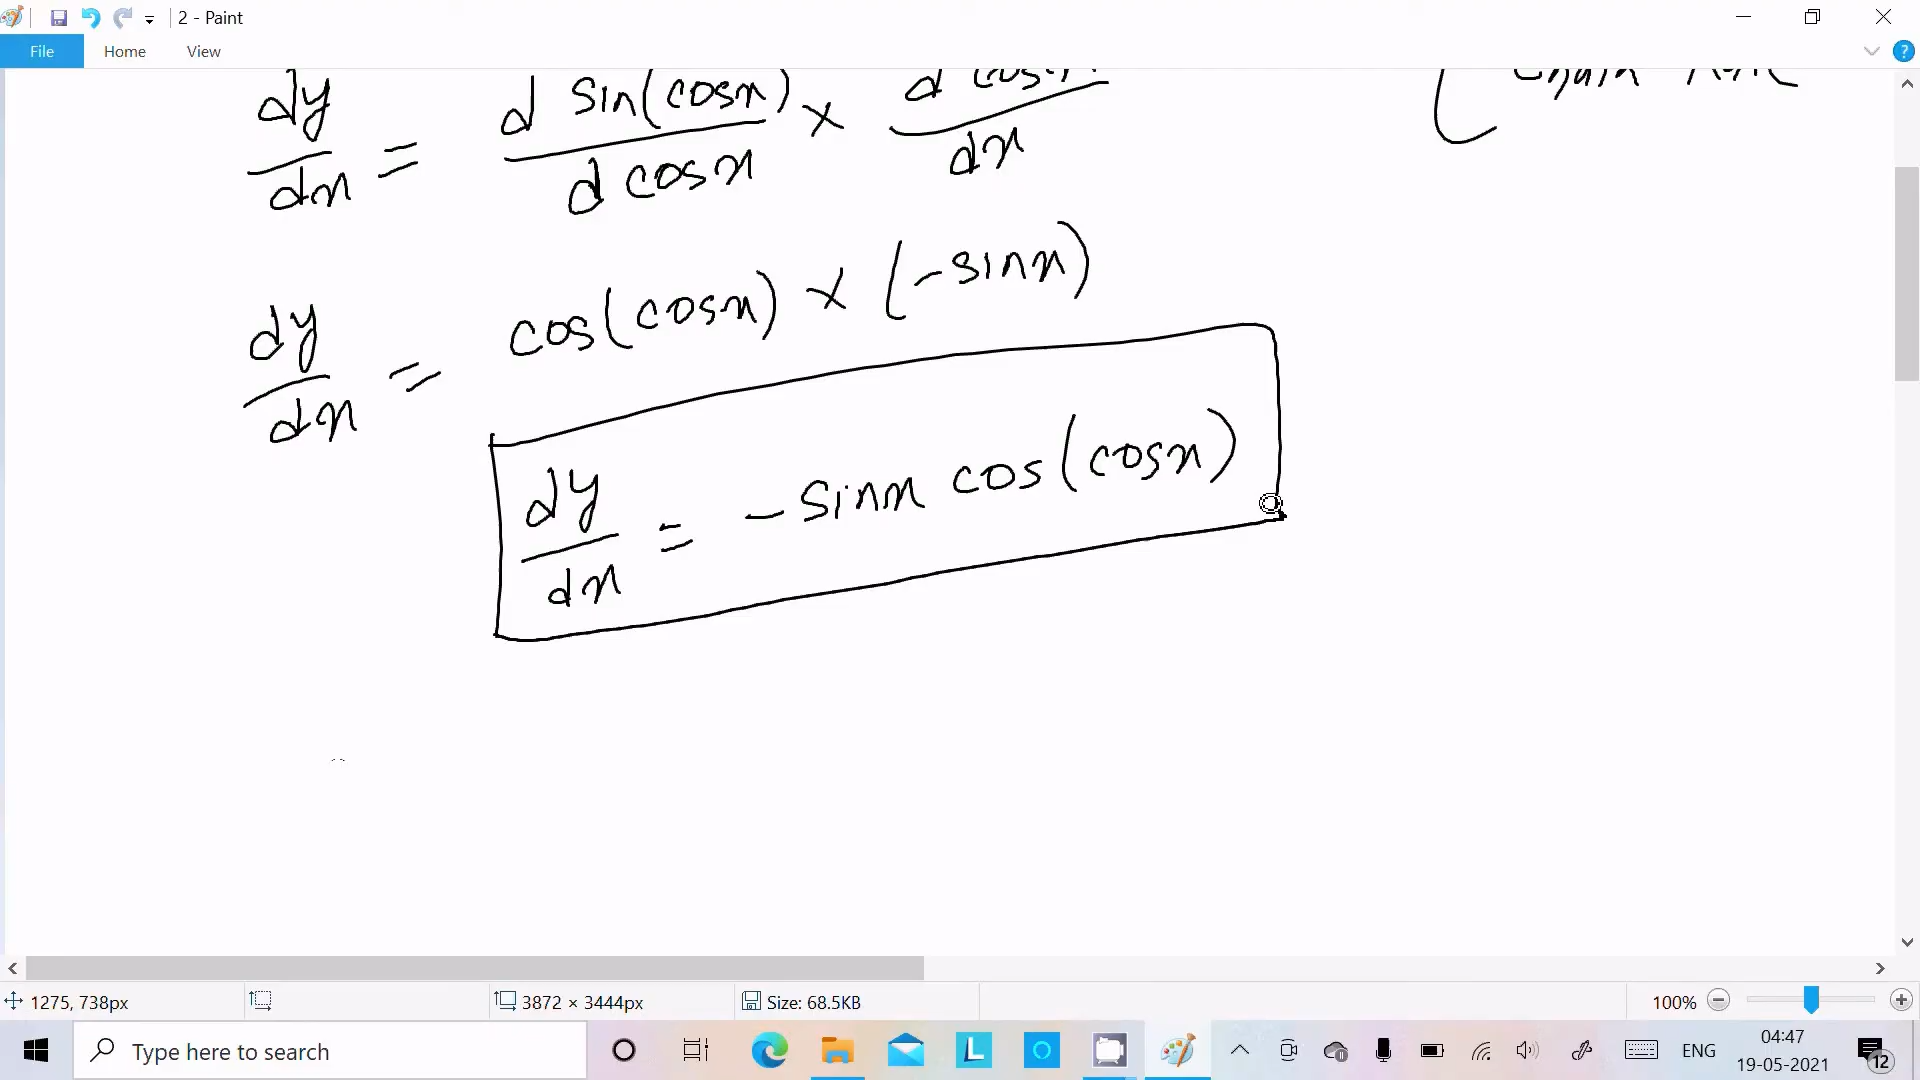 2 - Paint
File Home View
dy/dx = d sin(cosx)/d cosx × d cosx/dx
Chain Rule
dy/dx = cos(cosx) × (-sinx)
dy/dx = -sinx cos(cosx)
1275, 738px 3872 × 3444px Size: 68.5KB 100%
Type here to search ENG 04:47
19-05-2021 12